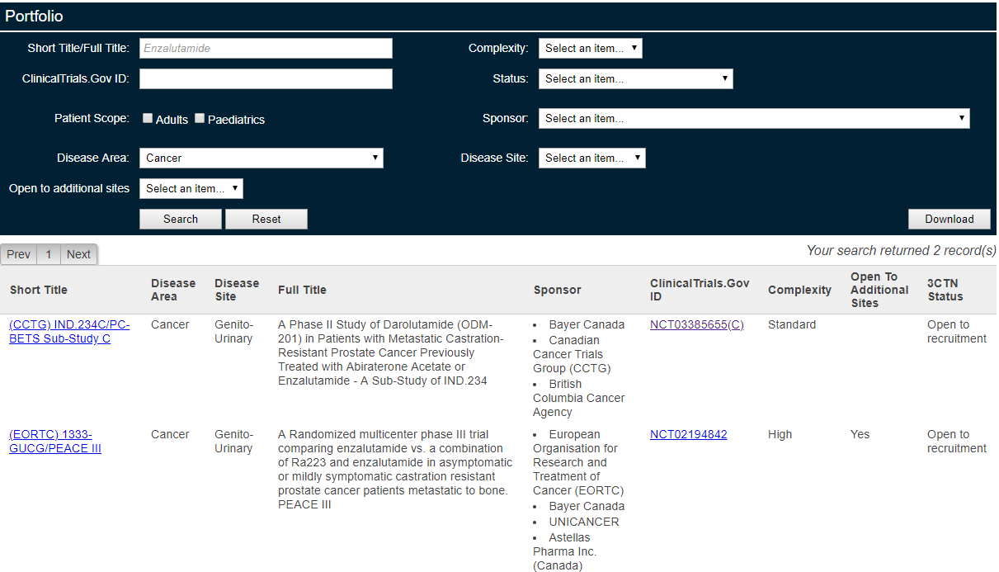 Portfolio
Short Title/Full Title: Enzalutamide Complexity: Select an item...
ClinicalTrials.Gov ID: Status: Select an item...
Patient Scope: Adults Paediatrics Sponsor: Select an item...
Disease Area: Cancer Disease Site: Select an item...
Open to additional sites Select an item...
Search Reset Download
Prev 1 Next Your search returned 2 record(s)
Short Title
Disease
Area
Disease
Site
Full Title
Sponsor
ClinicalTrials.Gov
ID
Complexity
Open To
Additional
Sites
3CTN
Status
(CCTG) IND.234C/PC-
BETS Sub-Study C
Cancer
Genito-
Urinary
A Phase II Study of Darolutamide (ODM-
201) in Patients with Metastatic Castration-
Resistant Prostate Cancer Previously
Treated with Abiraterone Acetate or
Enzalutamide - A Sub-Study of IND.234
• Bayer Canada
• Canadian
Cancer Trials
Group (CCTG)
• British
Columbia Cancer
Agency
NCT03385655(C)
Standard
Open to
recruitment
(EORTC) 1333-
GUCG/PEACE III
Cancer
Genito-
Urinary
A Randomized multicenter phase III trial
comparing enzalutamide vs. a combination
of Ra223 and enzalutamide in asymptomatic
or mildly symptomatic castration resistant
prostate cancer patients metastatic to bone.
PEACE III
• European
Organisation for
Research and
Treatment of
Cancer (EORTC)
• Bayer Canada
• UNICANCER
• Astellas
Pharma Inc.
(Canada)
NCT02194842
High
Yes
Open to
recruitment